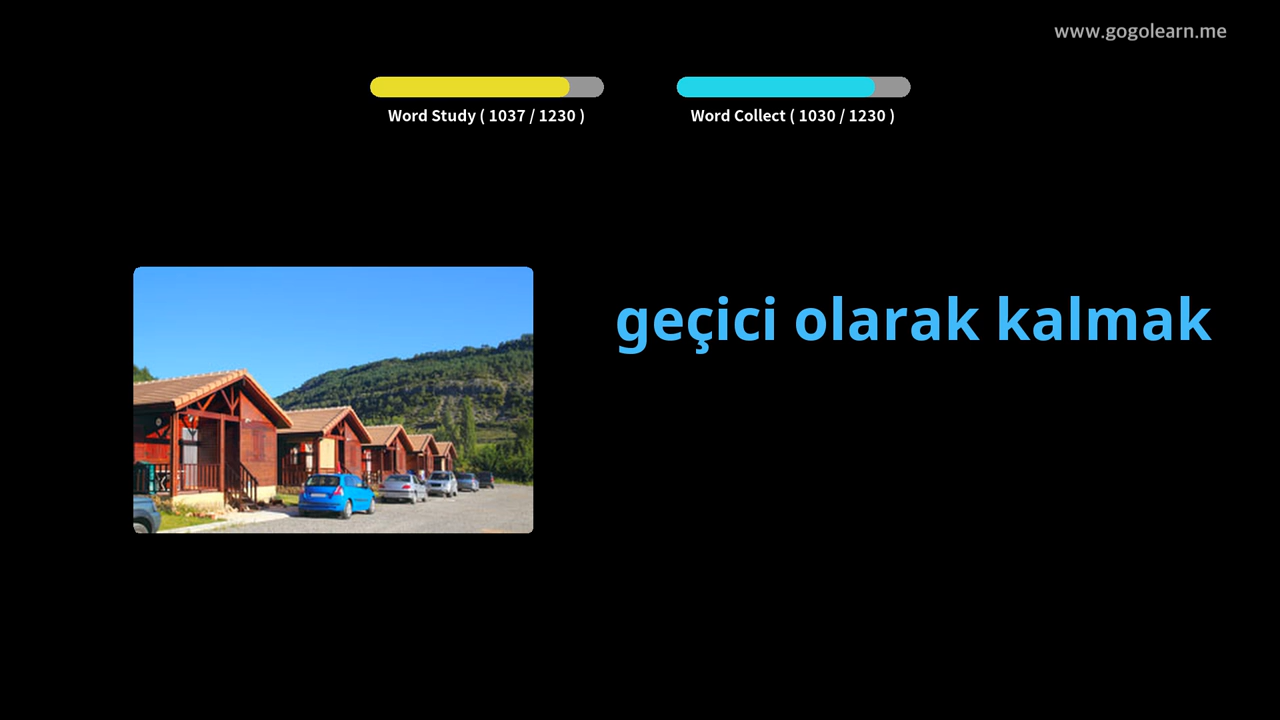 www.gogolearn.me
Word Study ( 1037 / 1230 )
Word Collect ( 1030 / 1230 )
geçici olarak kalmak